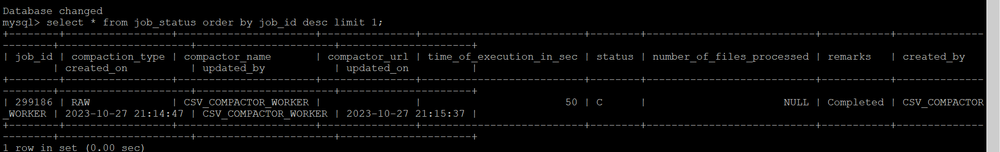 Database changed
mysql> select * from job_status order by job_id desc limit 1;
+--------+-----------------+----------------------+---------------+--------------------------+--------+---------------------------+-----------+--------------
--------+---------------------+----------------------+---------------------+
| job_id | compaction_type | compactor_name       | compactor_url | time_of_execution_in_sec | status | number_of_files_processed | remarks   | created_by
        | created_on          | updated_by           | updated_on          |
+--------+-----------------+----------------------+---------------+--------------------------+--------+---------------------------+-----------+--------------
--------+---------------------+----------------------+---------------------+
| 299186 | RAW             | CSV_COMPACTOR_WORKER |               |                       50 | C      |                      NULL | Completed | CSV_COMPACTOR
_WORKER | 2023-10-27 21:14:47 | CSV_COMPACTOR_WORKER | 2023-10-27 21:15:37 |
+--------+-----------------+----------------------+---------------+--------------------------+--------+---------------------------+-----------+--------------
--------+---------------------+----------------------+---------------------+
1 row in set (0.00 sec)